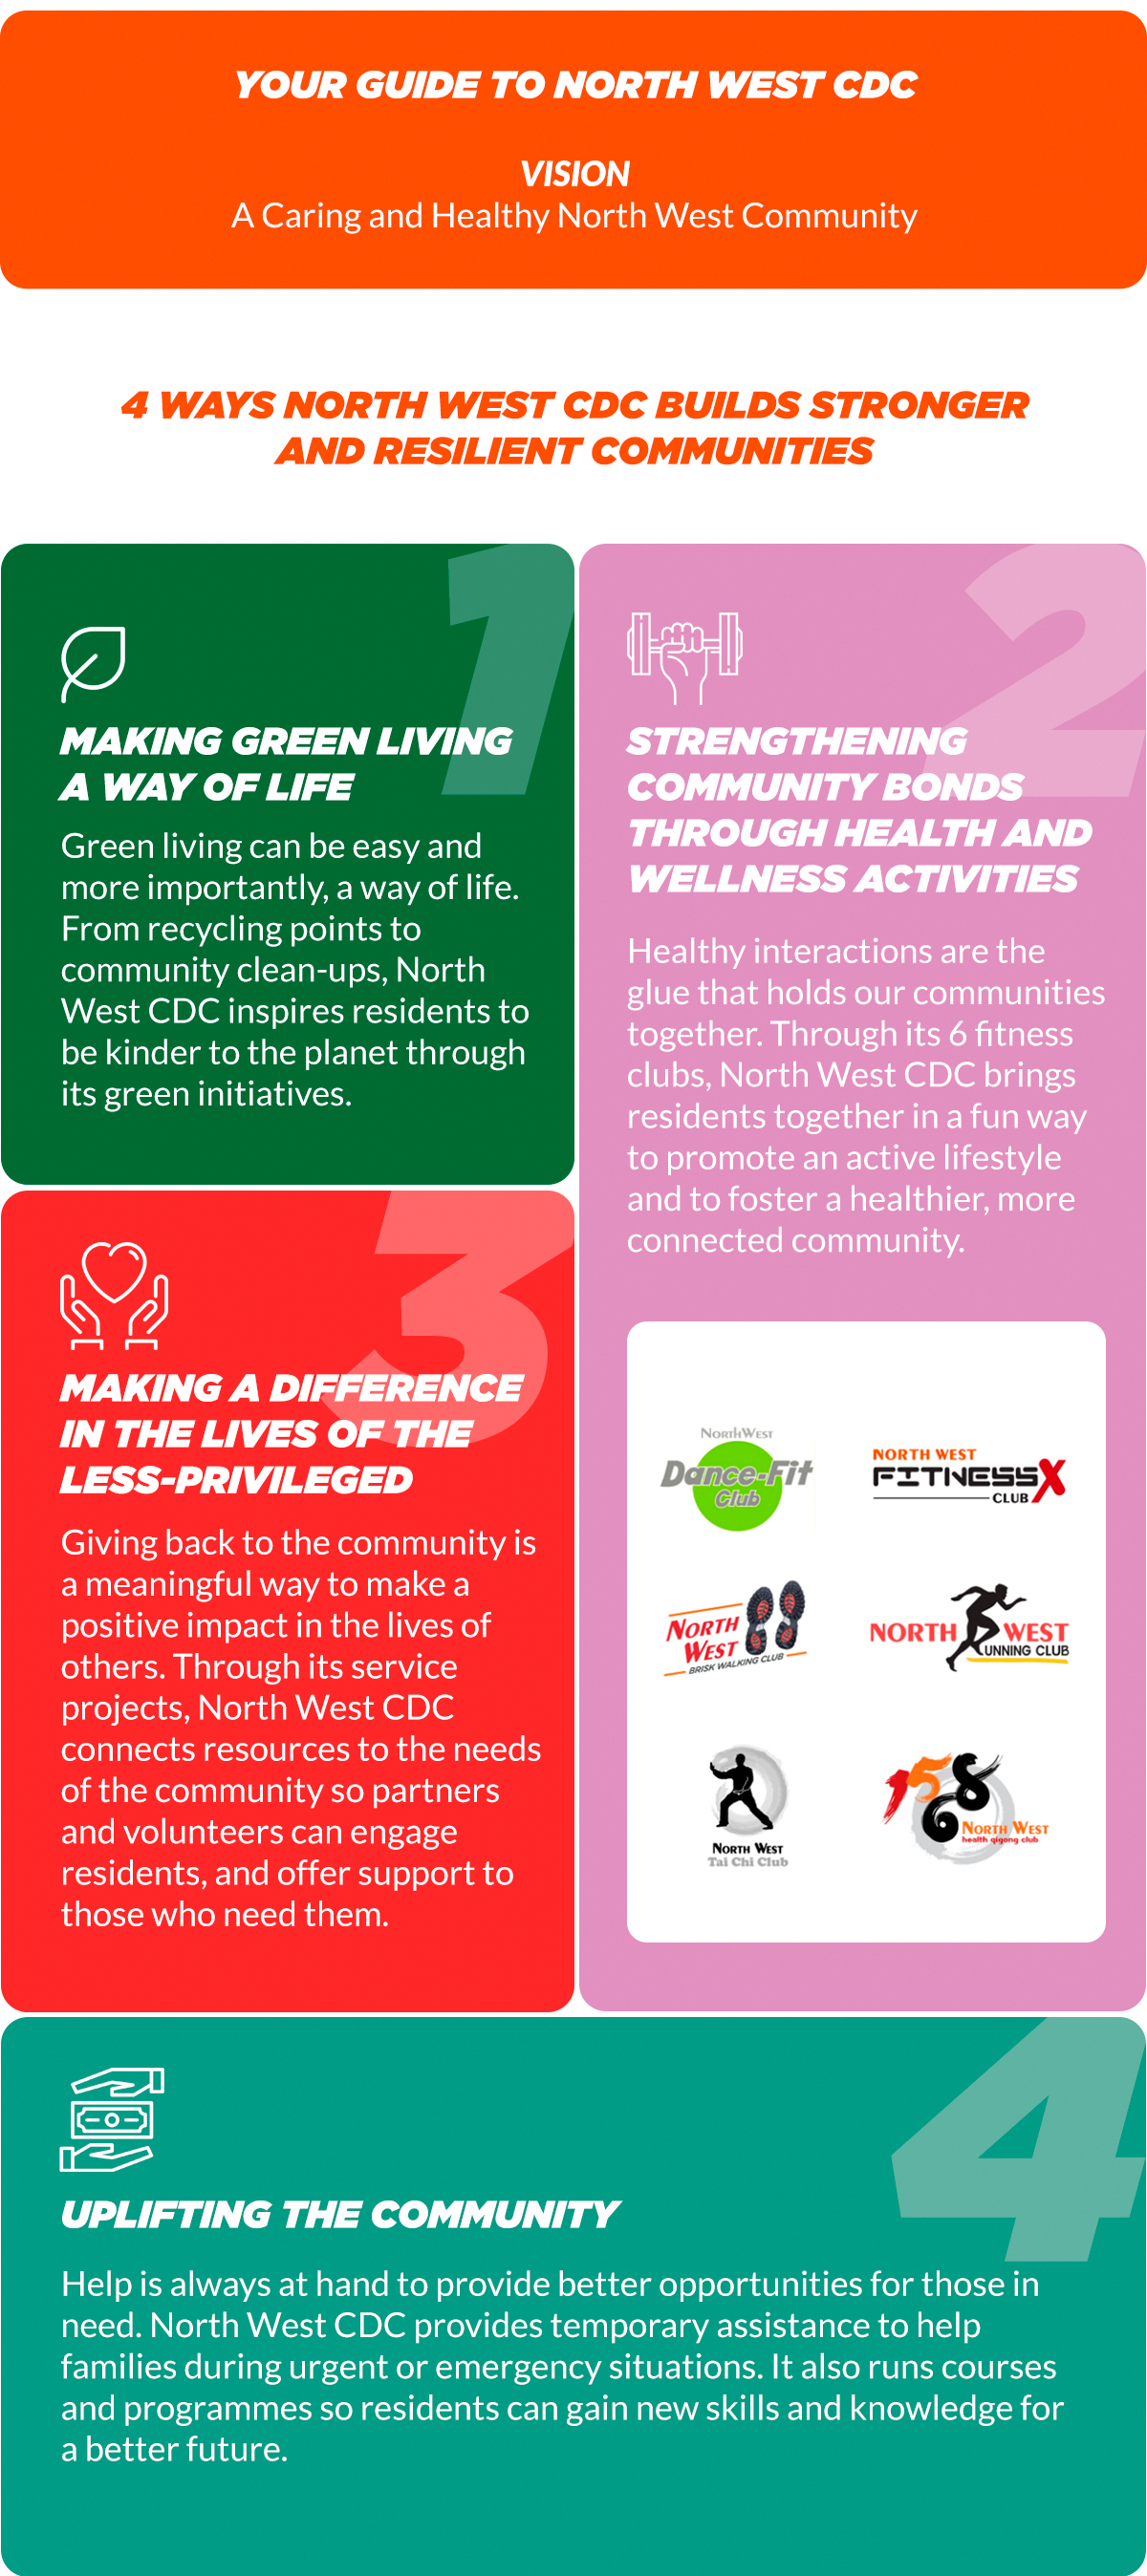 YOUR GUIDE TO NORTH WEST CDC
VISION
A Caring and Healthy North West Community
4 WAYS NORTH WEST CDC BUILDS STRONGER
AND RESILIENT COMMUNITIES
1
MAKING GREEN LIVING
A WAY OF LIFE
Green living can be easy and
more importantly, a way of life.
From recycling points to
community clean-ups, North
West CDC inspires residents to
be kinder to the planet through
its green initiatives.
2
STRENGTHENING
COMMUNITY BONDS
THROUGH HEALTH AND
WELLNESS ACTIVITIES
Healthy interactions are the
glue that holds our communities
together. Through its 6 fitness
clubs, North West CDC brings
residents together in a fun way
to promote an active lifestyle
and to foster a healthier, more
connected community.
NORTHWEST
Dance-Fit
Club
NORTH WEST
FITNESSX
CLUB
NORTH
WEST
BRISK WALKING CLUB
NORTH WEST
RUNNING CLUB
NORTH WEST
Tai Chi Club
1568
NORTH WEST
health qigong club
3
MAKING A DIFFERENCE
IN THE LIVES OF THE
LESS-PRIVILEGED
Giving back to the community is
a meaningful way to make a
positive impact in the lives of
others. Through its service
projects, North West CDC
connects resources to the needs
of the community so partners
and volunteers can engage
residents, and offer support to
those who need them.
4
UPLIFTING THE COMMUNITY
Help is always at hand to provide better opportunities for those in
need. North West CDC provides temporary assistance to help
families during urgent or emergency situations. It also runs courses
and programmes so residents can gain new skills and knowledge for
a better future.